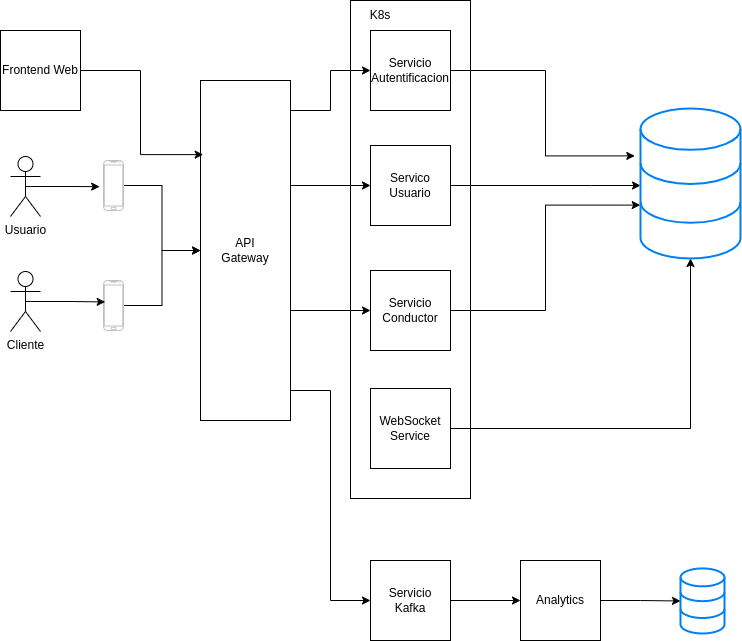 K8s
Frontend Web
Servicio
Autentificacion
Usuario
Servico
Usuario
API
Gateway
Cliente
Servicio
Conductor
WebSocket
Service
Servicio
Kafka
Analytics